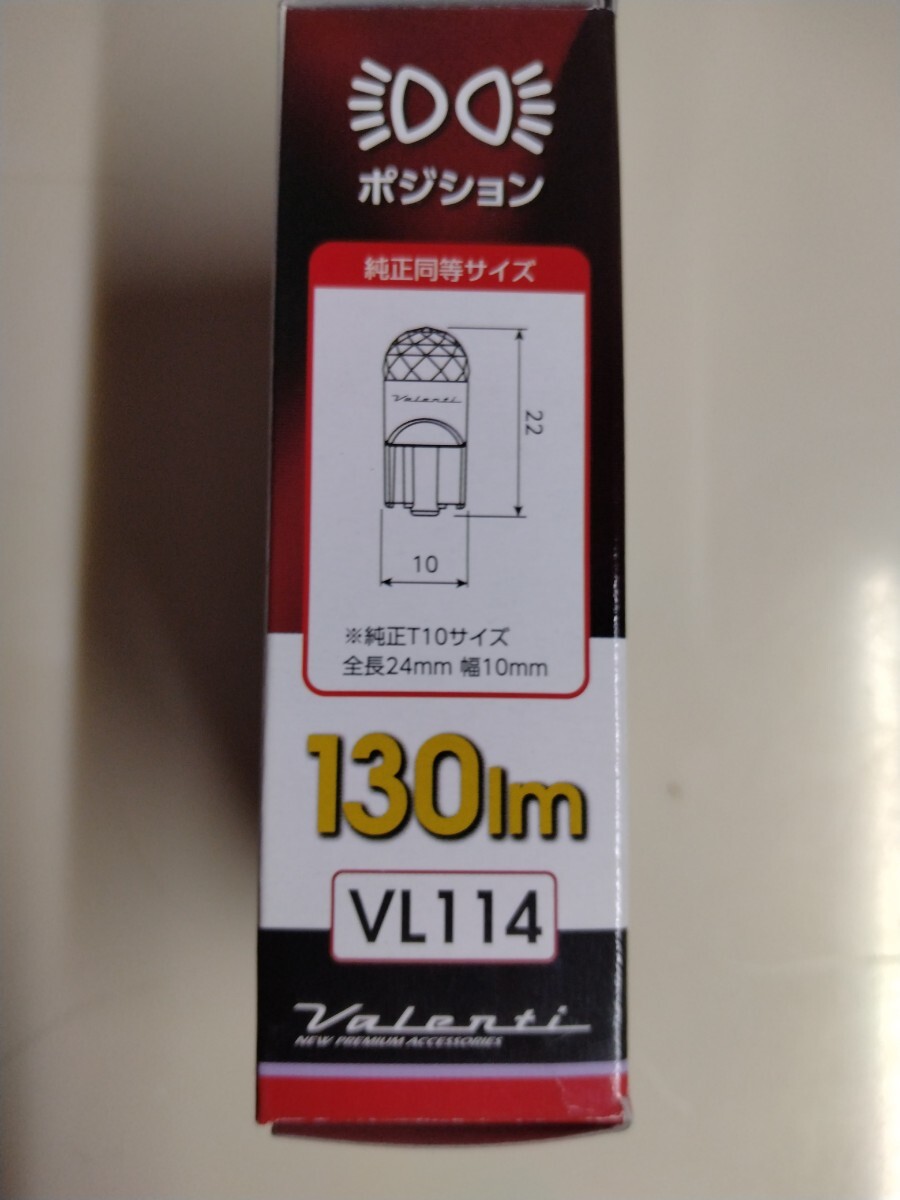 ポジション
純正同等サイズ
Valenti
22
10
※純正T10サイズ
全長24mm 幅10mm
130lm
VL114
Valenti
NEW PREMIUM ACCESSORIES